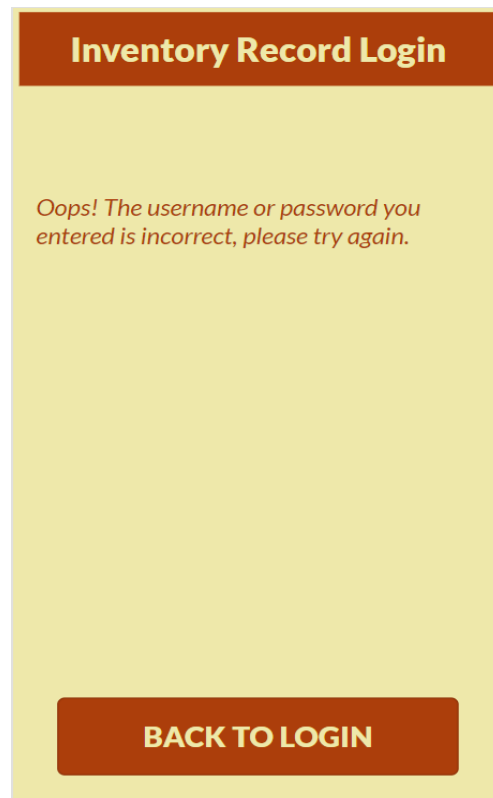 Inventory Record Login
Oops! The username or password you
entered is incorrect, please try again.
BACK TO LOGIN